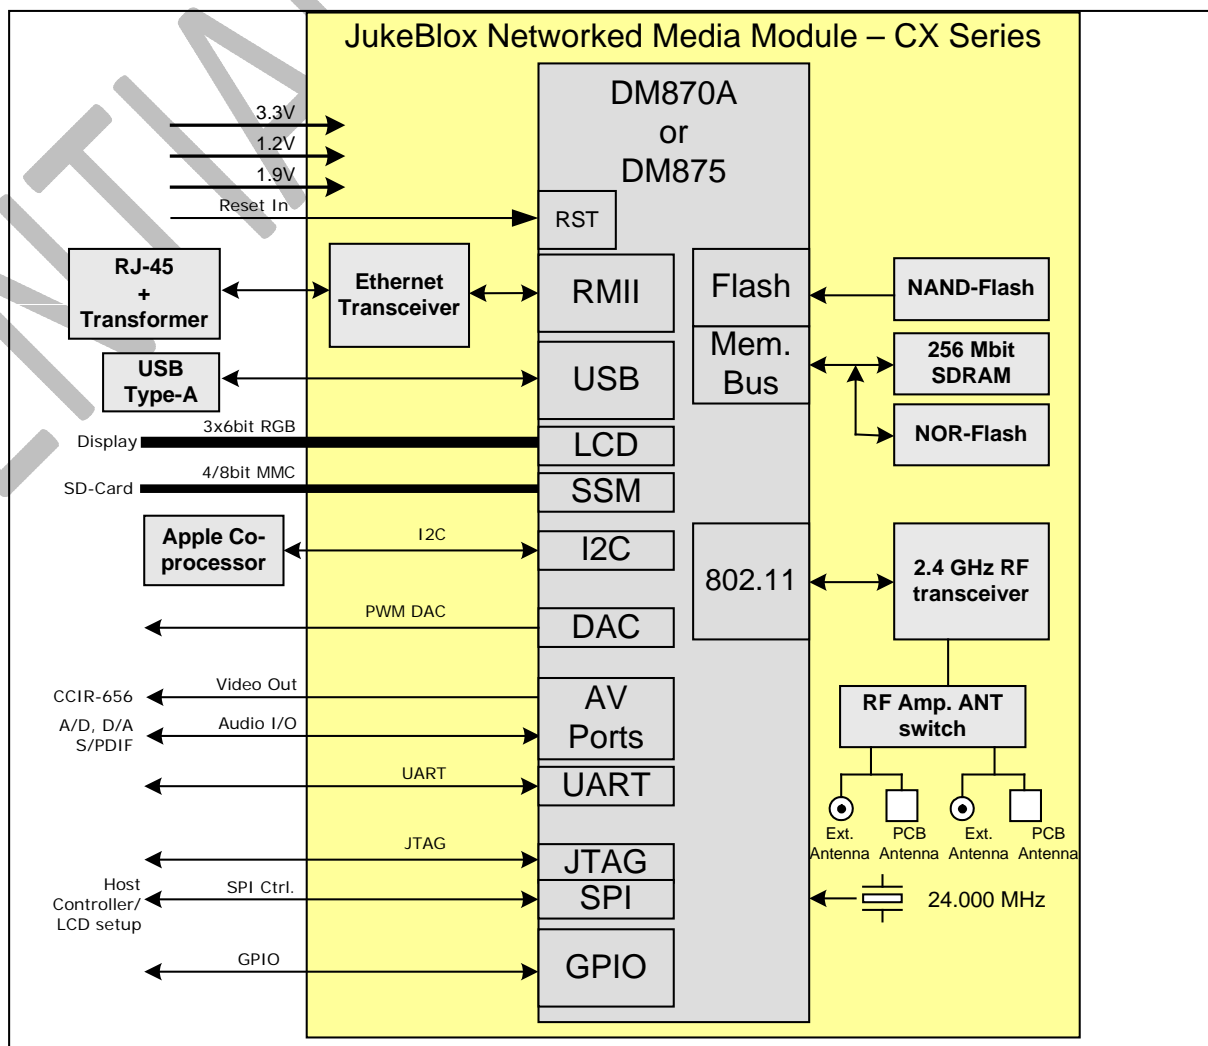 JukeBlox Networked Media Module – CX Series
DM870A
or
DM875
3.3V
1.2V
1.9V
Reset In
RST
RJ-45
+
Transformer
Ethernet
Transceiver
RMII
Flash
NAND-Flash
USB
Type-A
USB
Mem.
Bus
256 Mbit
SDRAM
NOR-Flash
Display
3x6bit RGB
LCD
SD-Card
4/8bit MMC
SSM
Apple Co-
processor
I2C
I2C
802.11
2.4 GHz RF
transceiver
PWM DAC
DAC
CCIR-656
Video Out
A/D, D/A
S/PDIF
Audio I/O
AV
Ports
RF Amp. ANT
switch
UART
UART
Ext.
Antenna
PCB
Antenna
Ext.
Antenna
PCB
Antenna
JTAG
JTAG
Host
Controller/
LCD setup
SPI Ctrl.
SPI
24.000 MHz
GPIO
GPIO